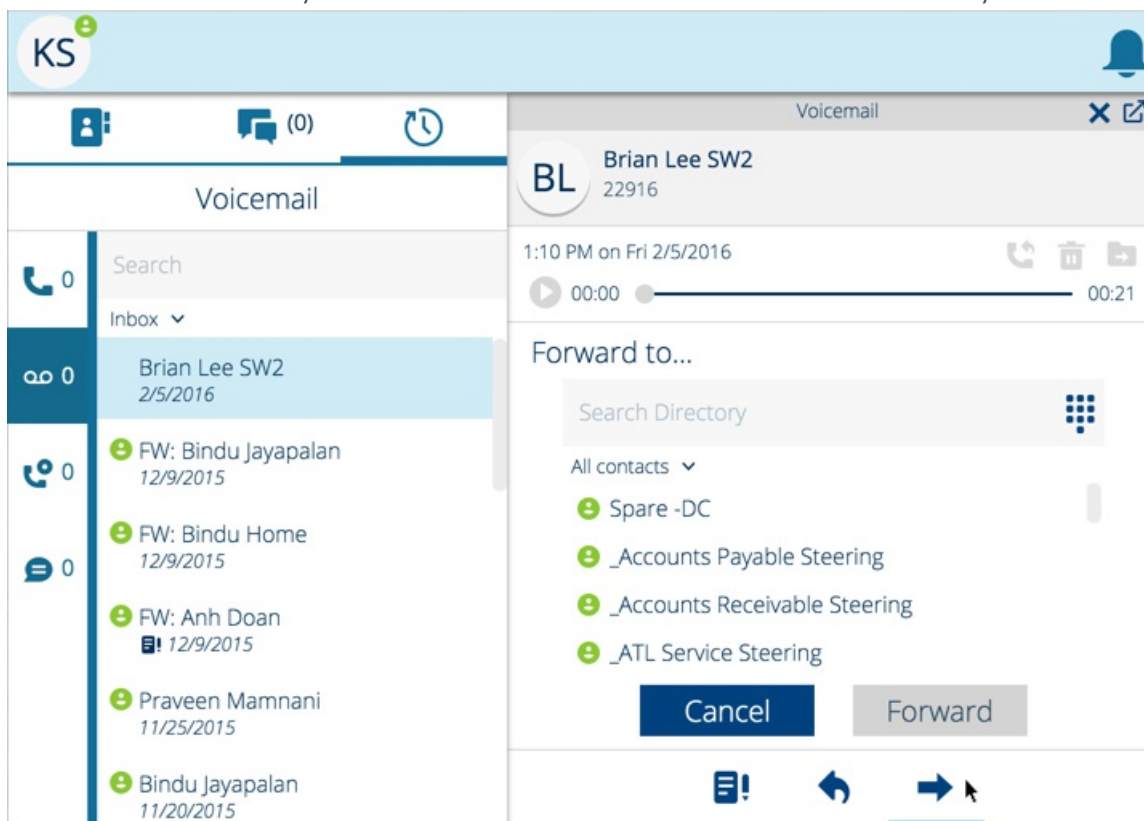 KS
(0)
Voicemail
0
Search
Inbox
0
Brian Lee SW2
2/5/2016
0
FW: Bindu Jayapalan
12/9/2015
0
FW: Bindu Home
12/9/2015
FW: Anh Doan
12/9/2015
Praveen Mamnani
11/25/2015
Bindu Jayapalan
11/20/2015
Voicemail
BL
Brian Lee SW2
22916
1:10 PM on Fri 2/5/2016
00:00 00:21
Forward to...
Search Directory
All contacts
Spare -DC
_Accounts Payable Steering
_Accounts Receivable Steering
_ATL Service Steering
Cancel Forward